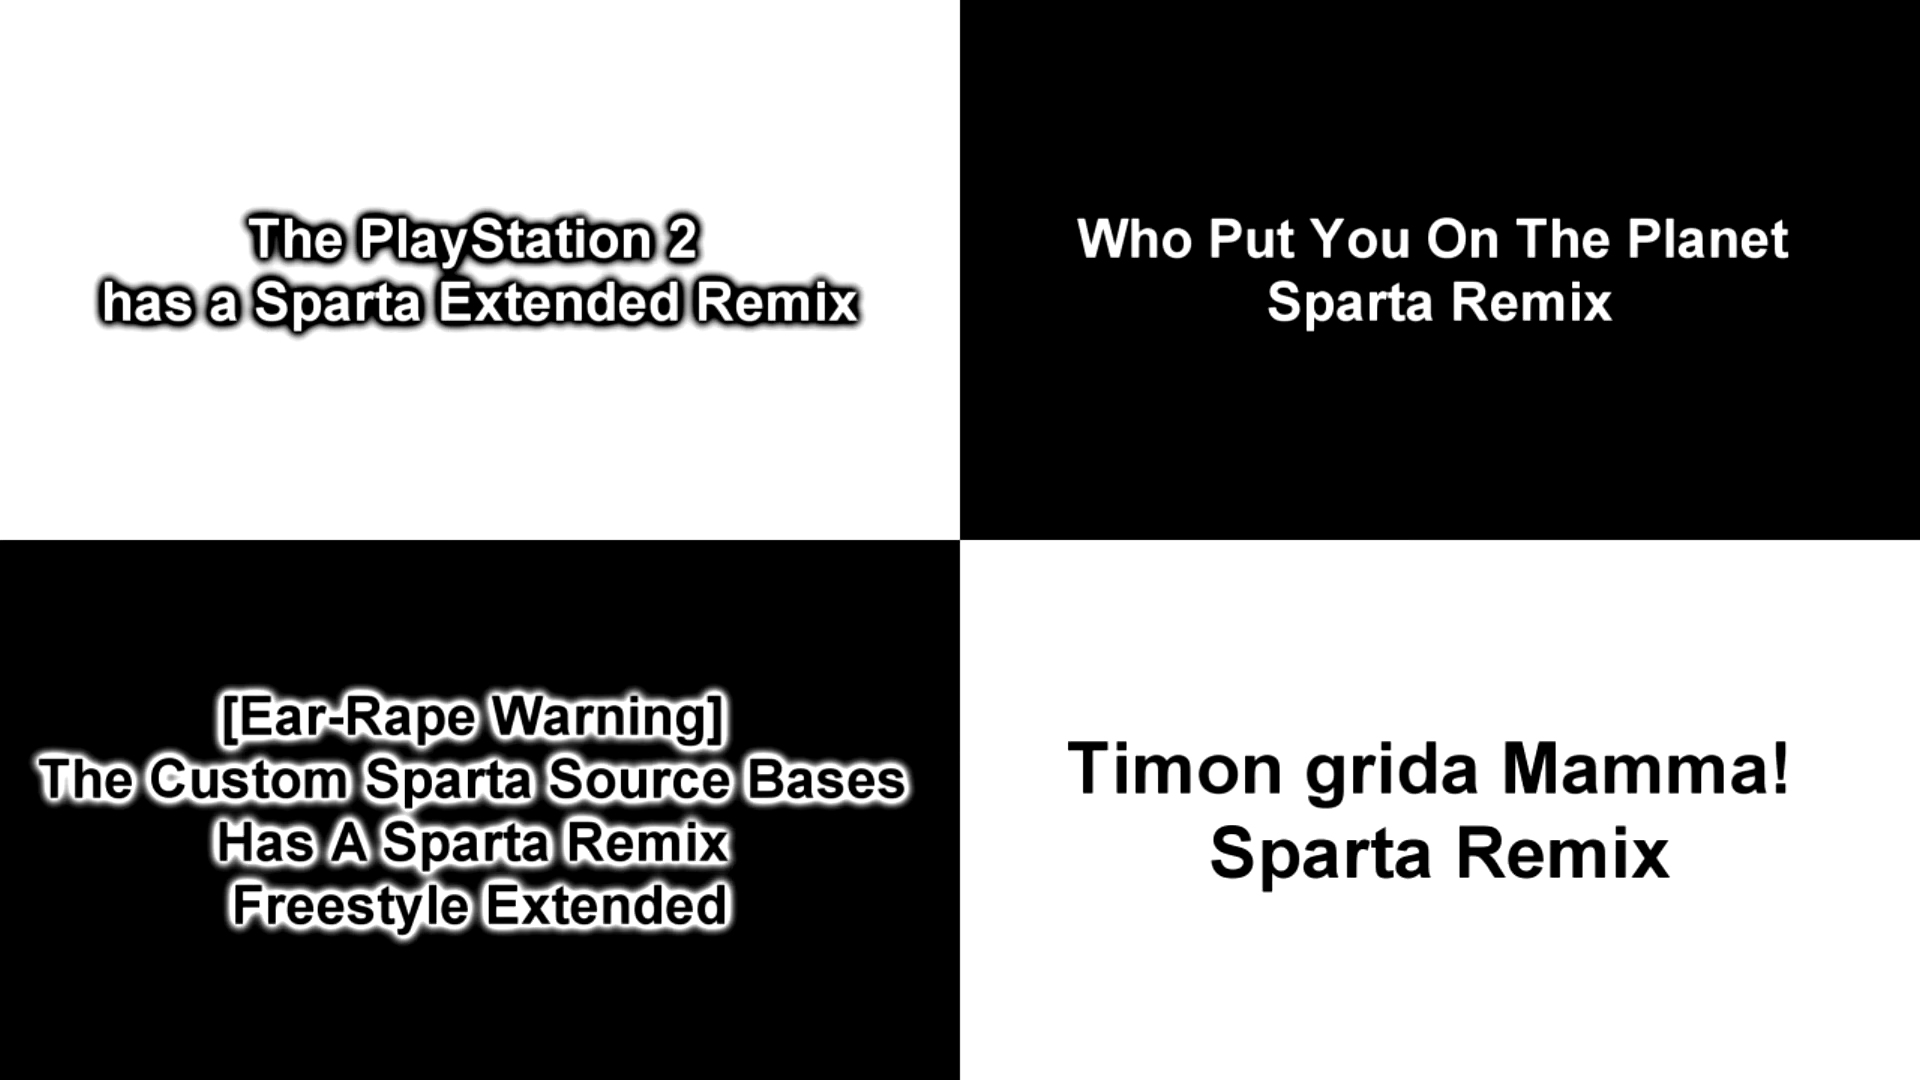 The PlayStation 2
has a Sparta Extended Remix
Who Put You On The Planet
Sparta Remix
[Ear-Rape Warning]
The Custom Sparta Source Bases
Has A Sparta Remix
Freestyle Extended
Timon grida Mamma!
Sparta Remix